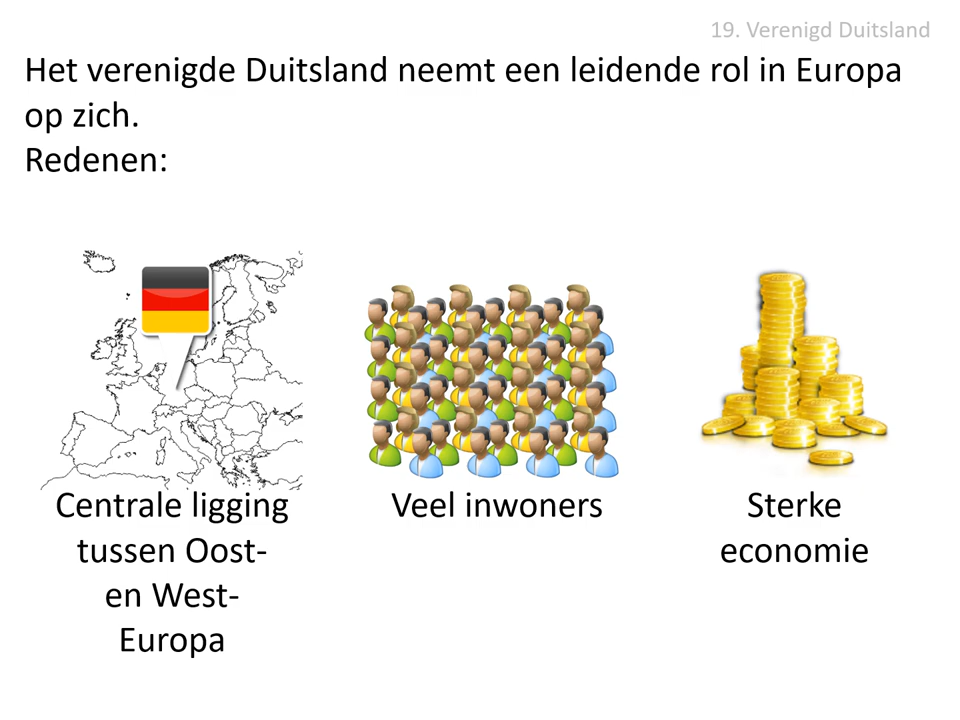 19. Verenigd Duitsland
Het verenigde Duitsland neemt een leidende rol in Europa
op zich.
Redenen:
Centrale ligging
tussen Oost-
en West-
Europa
Veel inwoners
Sterke
economie